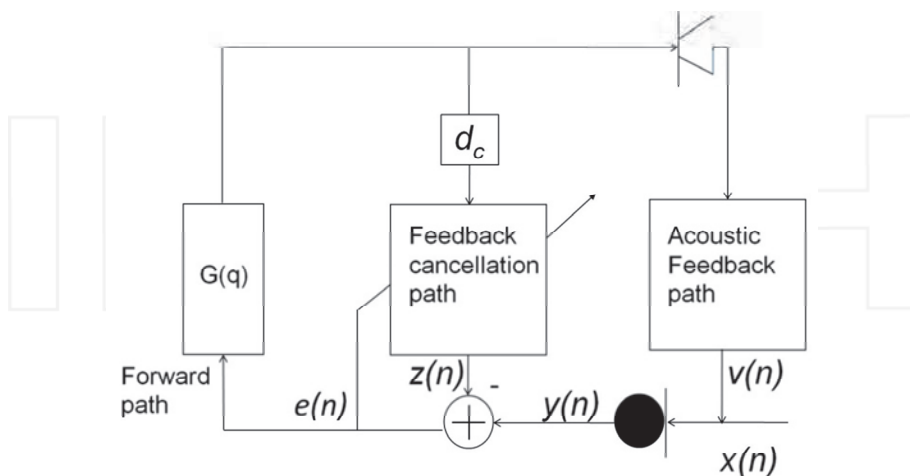 d_c
Feedback
cancellation
path
Acoustic
Feedback
path
G(q)
Forward
path
e(n)
z(n)
-
y(n)
v(n)
x(n)
+